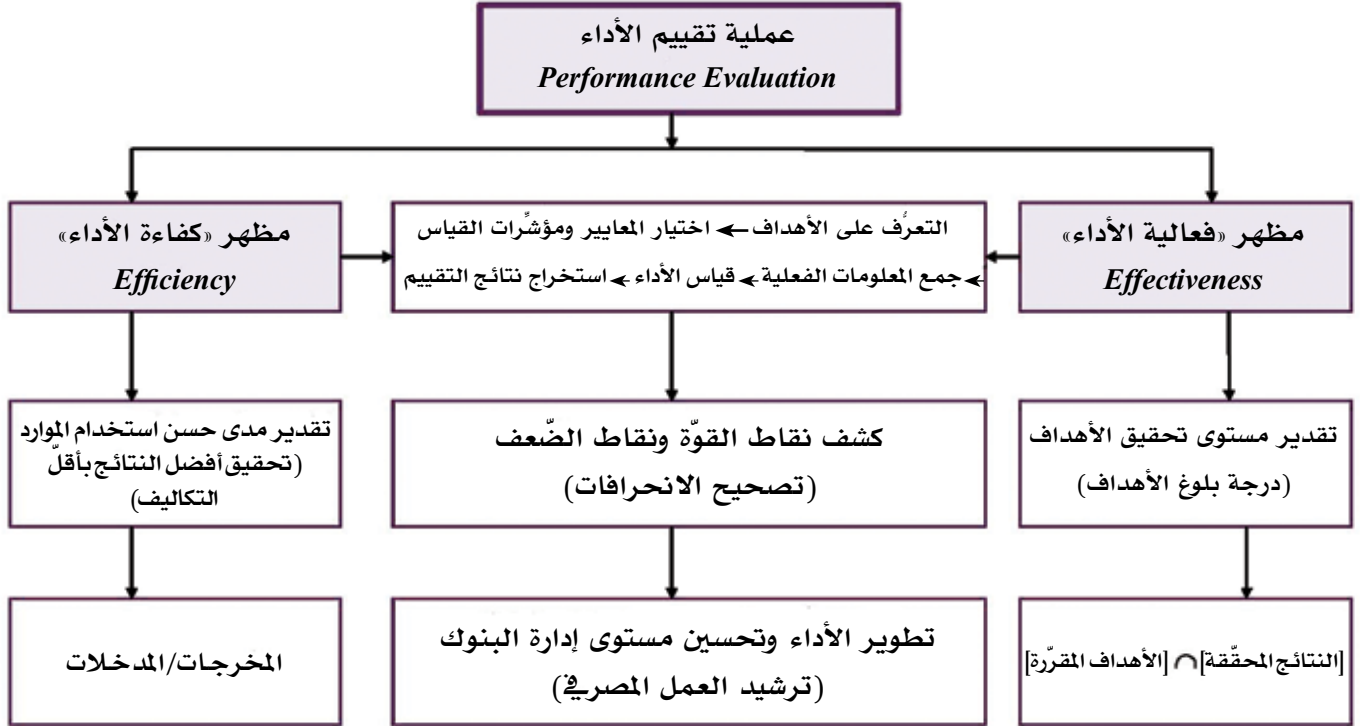 عملية تقييم الأداء
Performance Evaluation
مظهر «فعالية الأداء»
Effectiveness
التعرُّف على الأهداف ← اختيار المعايير ومؤشِّرات القياس
← جمع المعلومات الفعلية ← قياس الأداء ← استخراج نتائج التقييم
مظهر «كفاءة الأداء»
Efficiency
تقدير مستوى تحقيق الأهداف
(درجة بلوغ الأهداف)
كشف نقاط القوّة ونقاط الضّعف
(تصحيح الانحرافات)
تقدير مدى حسن استخدام الموارد
(تحقيق أفضل النتائج بأقلّ
التكاليف)
[النتائج المحقّقة] ∩ [الأهداف المقرّرة]
تطوير الأداء وتحسين مستوى إدارة البنوك
(ترشيد العمل المصرفي)
المخرجات/المدخلات